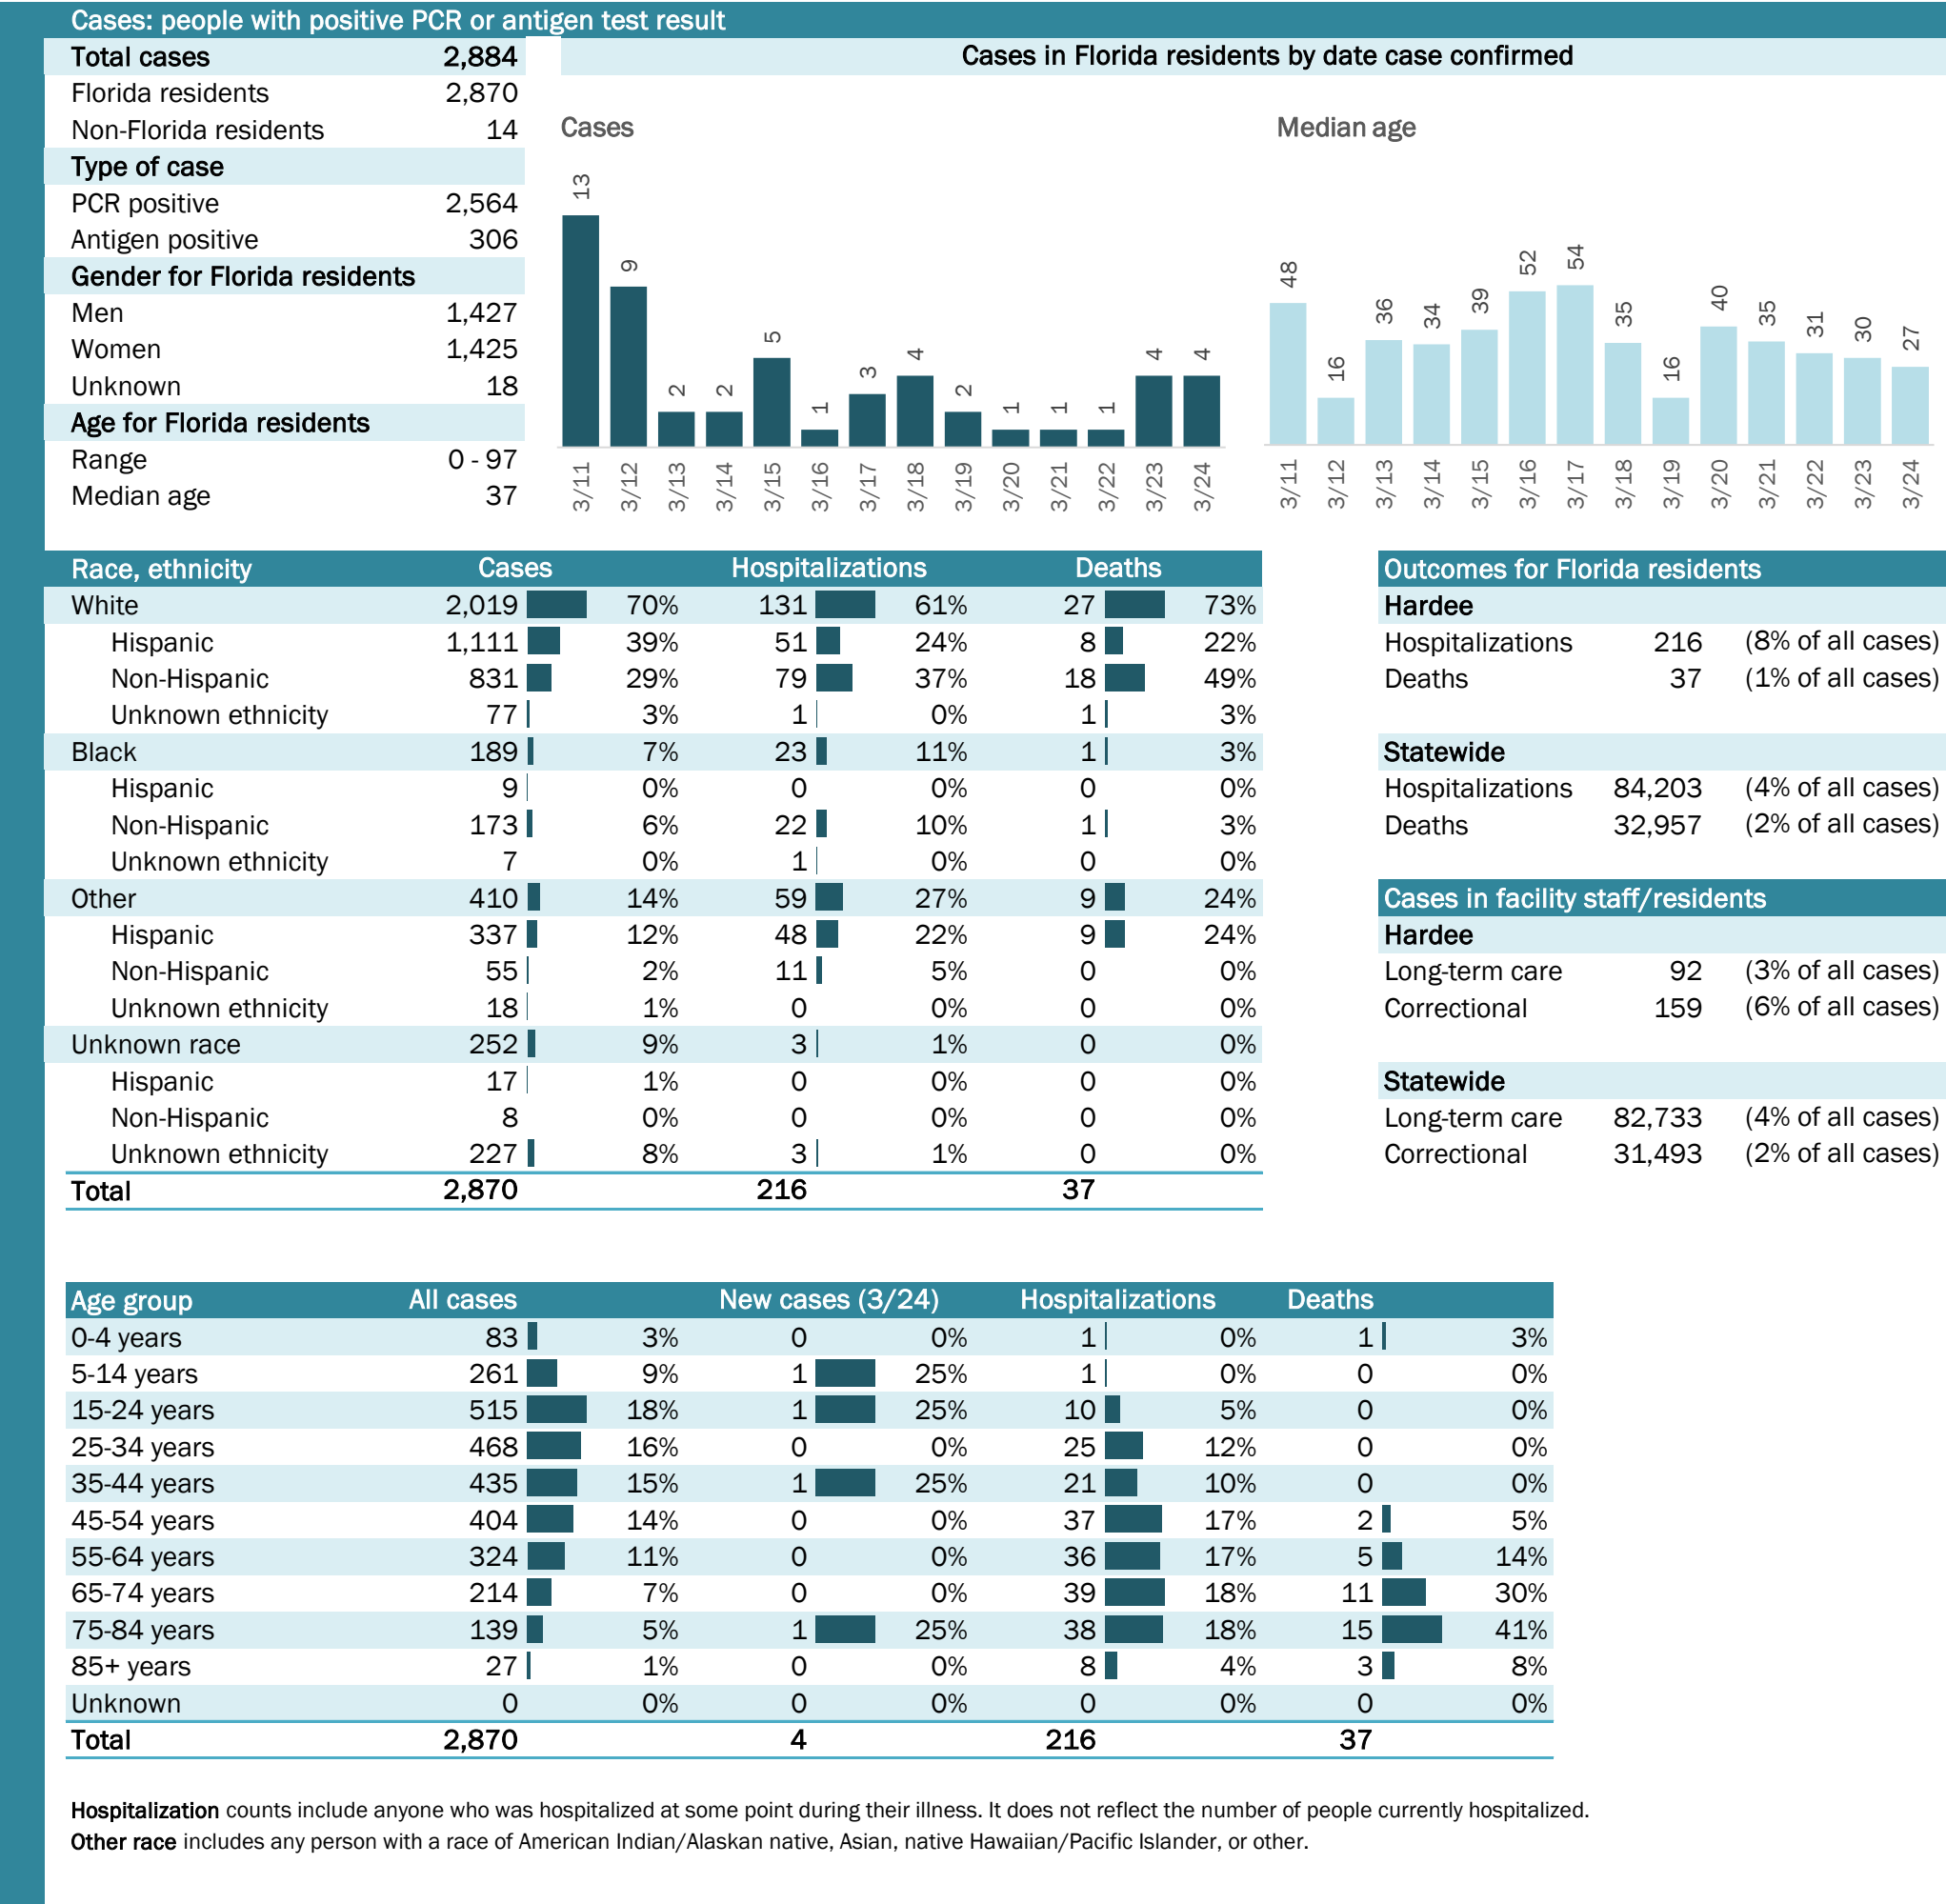 Cases: people with positive PCR or antigen test result
Total cases 2,884
Florida residents 2,870
Non-Florida residents 14
Type of case
PCR positive 2,564
Antigen positive 306
Gender for Florida residents
Men 1,427
Women 1,425
Unknown 18
Age for Florida residents
Range 0 - 97
Median age 37
Cases in Florida residents by date case confirmed
Cases
13 9 2 2 5 1 3 4 2 1 1 1 4 4
3/11 3/12 3/13 3/14 3/15 3/16 3/17 3/18 3/19 3/20 3/21 3/22 3/23 3/24
Median age
48 16 36 34 39 52 54 35 16 40 35 31 30 27
3/11 3/12 3/13 3/14 3/15 3/16 3/17 3/18 3/19 3/20 3/21 3/22 3/23 3/24
Race, ethnicity Cases Hospitalizations Deaths
White 2,019 70% 131 61% 27 73%
Hispanic 1,111 39% 51 24% 8 22%
Non-Hispanic 831 29% 79 37% 18 49%
Unknown ethnicity 77 3% 1 0% 1 3%
Black 189 7% 23 11% 1 3%
Hispanic 9 0% 0 0% 0 0%
Non-Hispanic 173 6% 22 10% 1 3%
Unknown ethnicity 7 0% 1 0% 0 0%
Other 410 14% 59 27% 9 24%
Hispanic 337 12% 48 22% 9 24%
Non-Hispanic 55 2% 11 5% 0 0%
Unknown ethnicity 18 1% 0 0% 0 0%
Unknown race 252 9% 3 1% 0 0%
Hispanic 17 1% 0 0% 0 0%
Non-Hispanic 8 0% 0 0% 0 0%
Unknown ethnicity 227 8% 3 1% 0 0%
Total 2,870 216 37
Outcomes for Florida residents
Hardee
Hospitalizations 216 (8% of all cases)
Deaths 37 (1% of all cases)
Statewide
Hospitalizations 84,203 (4% of all cases)
Deaths 32,957 (2% of all cases)
Cases in facility staff/residents
Hardee
Long-term care 92 (3% of all cases)
Correctional 159 (6% of all cases)
Statewide
Long-term care 82,733 (4% of all cases)
Correctional 31,493 (2% of all cases)
Age group All cases New cases (3/24) Hospitalizations Deaths
0-4 years 83 3% 0 0% 1 0% 1 3%
5-14 years 261 9% 1 25% 1 0% 0 0%
15-24 years 515 18% 1 25% 10 5% 0 0%
25-34 years 468 16% 0 0% 25 12% 0 0%
35-44 years 435 15% 1 25% 21 10% 0 0%
45-54 years 404 14% 0 0% 37 17% 2 5%
55-64 years 324 11% 0 0% 36 17% 5 14%
65-74 years 214 7% 0 0% 39 18% 11 30%
75-84 years 139 5% 1 25% 38 18% 15 41%
85+ years 27 1% 0 0% 8 4% 3 8%
Unknown 0 0% 0 0% 0 0% 0 0%
Total 2,870 4 216 37
Hospitalization counts include anyone who was hospitalized at some point during their illness. It does not reflect the number of people currently hospitalized.
Other race includes any person with a race of American Indian/Alaskan native, Asian, native Hawaiian/Pacific Islander, or other.